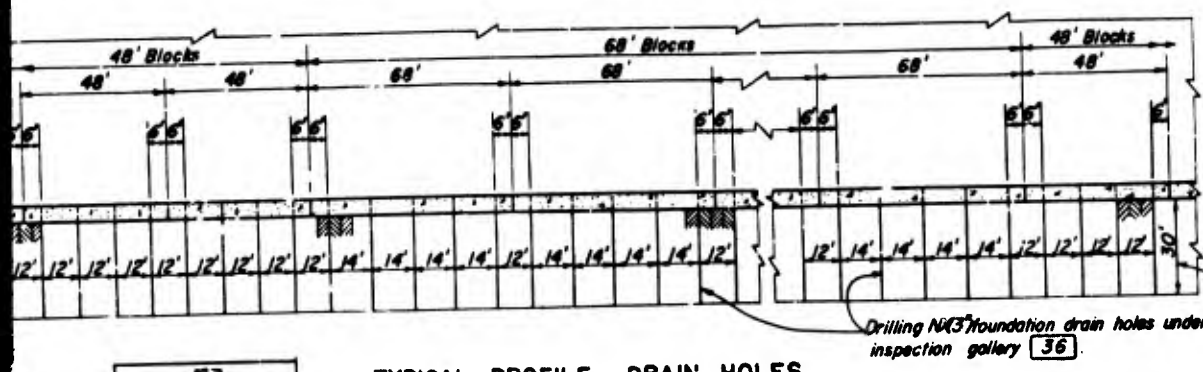 48' Blocks 68' Blocks 48' Blocks
48' 48' 68' 68' 68' 48'
6' 6' 6' 6' 6' 6' 6' 6' 6' 6' 6' 6' 6' 6' 6'
12' 12' 12' 12' 12' 12' 12' 12' 12' 14' 14' 14' 14' 12' 14' 14' 14' 14' 12' 12' 14' 14' 14' 14' 12' 12' 12' 12' 30'
Drilling NX(3") foundation drain holes under
inspection gallery 36.
TYPICAL PROFILE DRAIN HOLES